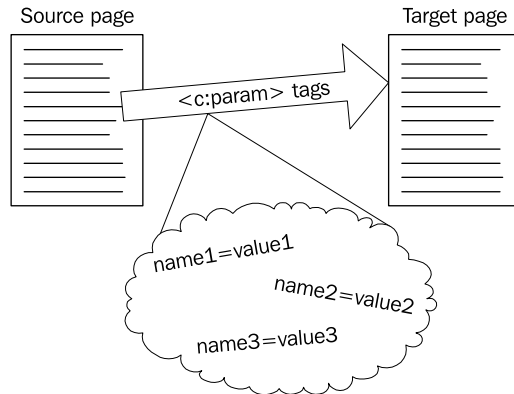 Source page
Target page
<c:param> tags
name1=value1
name2=value2
name3=value3